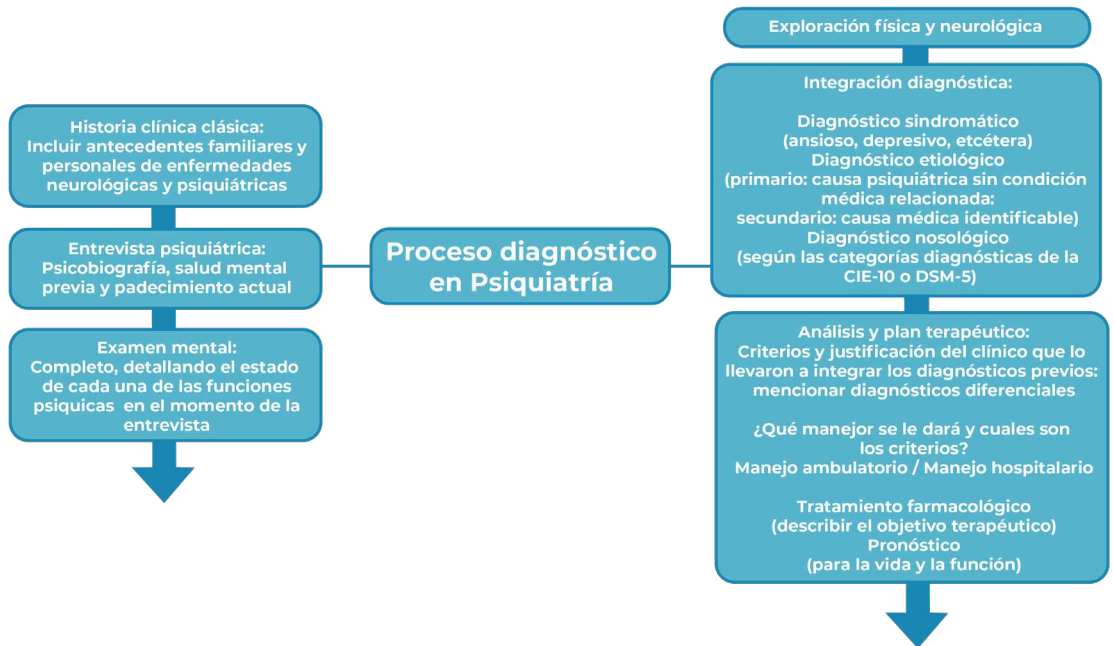 Proceso diagnóstico
en Psiquiatría
Historia clínica clásica:
Incluir antecedentes familiares y
personales de enfermedades
neurológicas y psiquiátricas
Entrevista psiquiátrica:
Psicobiografía, salud mental
previa y padecimiento actual
Examen mental:
Completo, detallando el estado
de cada una de las funciones
psiquicas en el momento de la
entrevista
Exploración física y neurológica
Integración diagnóstica:
Diagnóstico sindromático
(ansioso, depresivo, etcétera)
Diagnóstico etiológico
(primario: causa psiquiátrica sin condición
médica relacionada:
secundario: causa médica identificable)
Diagnóstico nosológico
(según las categorías diagnósticas de la
CIE-10 o DSM-5)
Análisis y plan terapéutico:
Criterios y justificación del clínico que lo
llevaron a integrar los diagnósticos previos:
mencionar diagnósticos diferenciales
¿Qué manejor se le dará y cuales son
los criterios?
Manejo ambulatorio / Manejo hospitalario
Tratamiento farmacológico
(describir el objetivo terapéutico)
Pronóstico
(para la vida y la función)